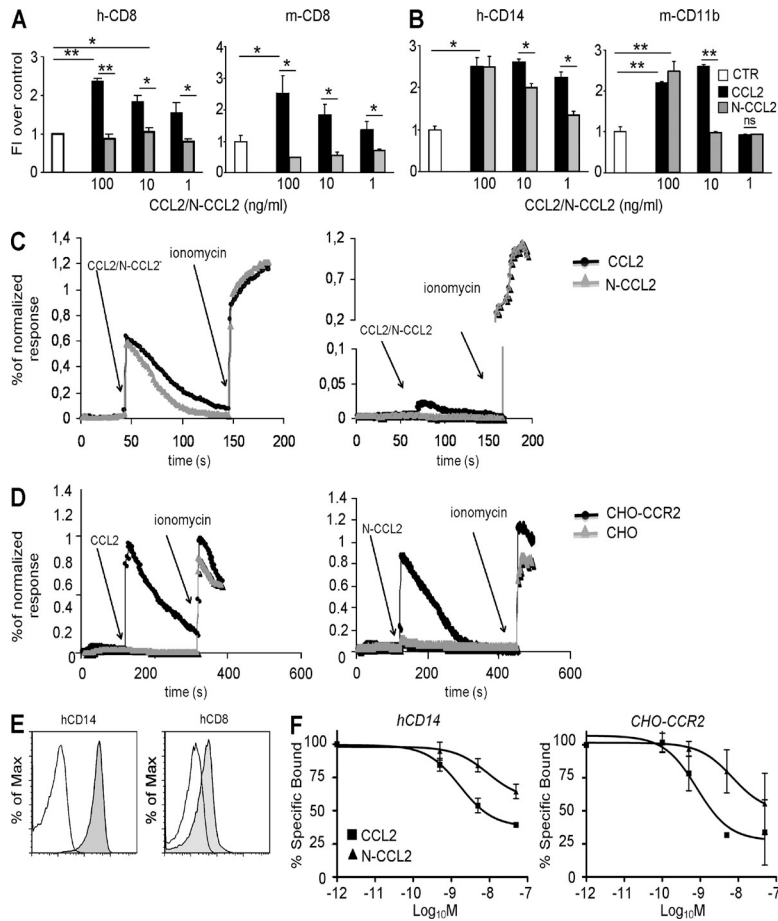 A
h-CD8
m-CD8
B
h-CD14
m-CD11b
FI over control
3
2
1
0
**
*
**
*
*
4
3
2
1
0
*
*
*
*
3
2
1
0
*
*
*
3
2
1
0
**
**
**
ns
CTR
CCL2
N-CCL2
100 10 1
100 10 1
100 10 1
100 10 1
CCL2/N-CCL2 (ng/ml)
CCL2/N-CCL2 (ng/ml)
C
%of normalized response
1,4
1,2
1
0,8
0,6
0,4
0,2
0
CCL2/N-CCL2
ionomycin
0 50 100 150 200
time (s)
1,2
0,7
0,2
0,1
0,05
0
CCL2/N-CCL2
ionomycin
0 50 100 150 200
time (s)
CCL2
N-CCL2
D
%of normalized response
1.4
1.2
1
0.8
0.6
0.4
0.2
0
CCL2
ionomycin
0 200 400 600
time (s)
1.4
1.2
1
0.8
0.6
0.4
0.2
0
N-CCL2
ionomycin
0 200 400 600
time (s)
CHO-CCR2
CHO
E
hCD14
% of Max
hCD8
% of Max
F
hCD14
% Specific Bound
100
75
50
25
0
CCL2
N-CCL2
-12 -11 -10 -9 -8 -7
Log10M
CHO-CCR2
% Specific Bound
100
75
50
25
0
-12 -11 -10 -9 -8 -7
Log10M